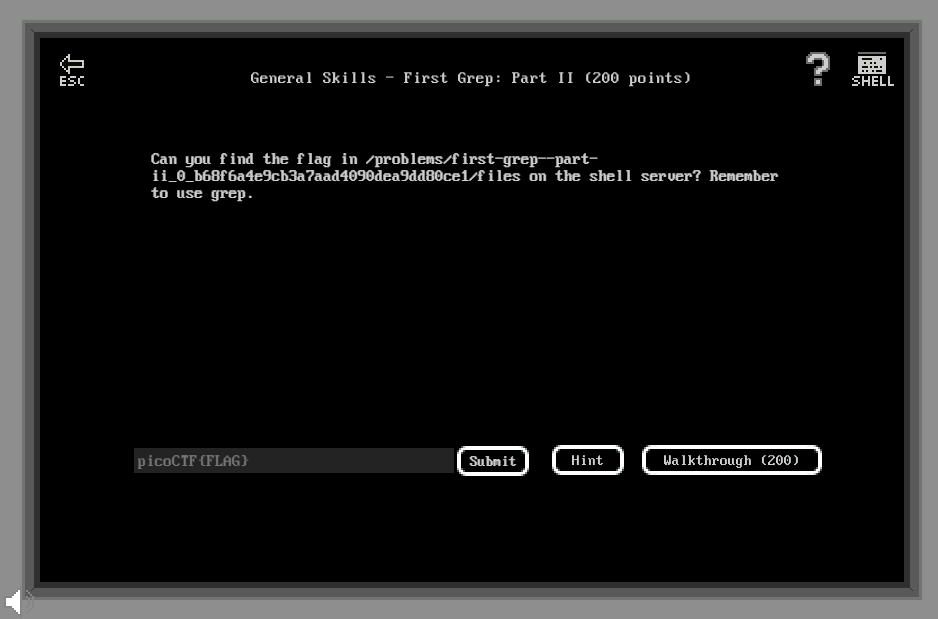 ESC
General Skills - First Grep: Part II (200 points)
SHELL
Can you find the flag in /problems/first-grep--part-
ii_0_b68f6a4e9cb3a7aad4090dea9dd80ce1/files on the shell server? Remember
to use grep.
picoCTF{FLAG}
Submit
Hint
Walkthrough (200)